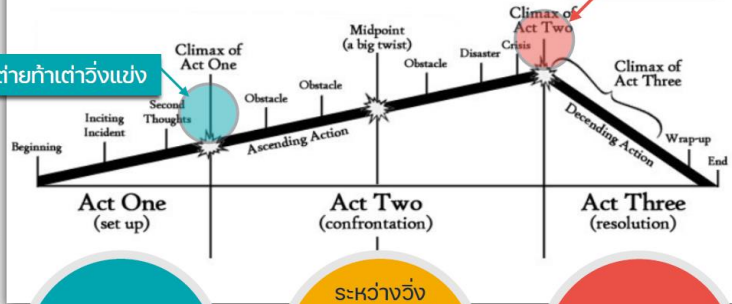 Climax of
Act Two
Midpoint
(a big twist)
Climax of
Act One
ต่ายท้าเต่าวิ่งแข่ง
Crisis
Disaster
Obstacle
Climax of
Act Three
Obstacle
Obstacle
Second
Thoughts
Inciting
Incident
Beginning
Ascending Action
Decending Action
Wrap-up
End
Act One
(set up)
Act Two
(confrontation)
Act Three
(resolution)
ระหว่างวิ่ง